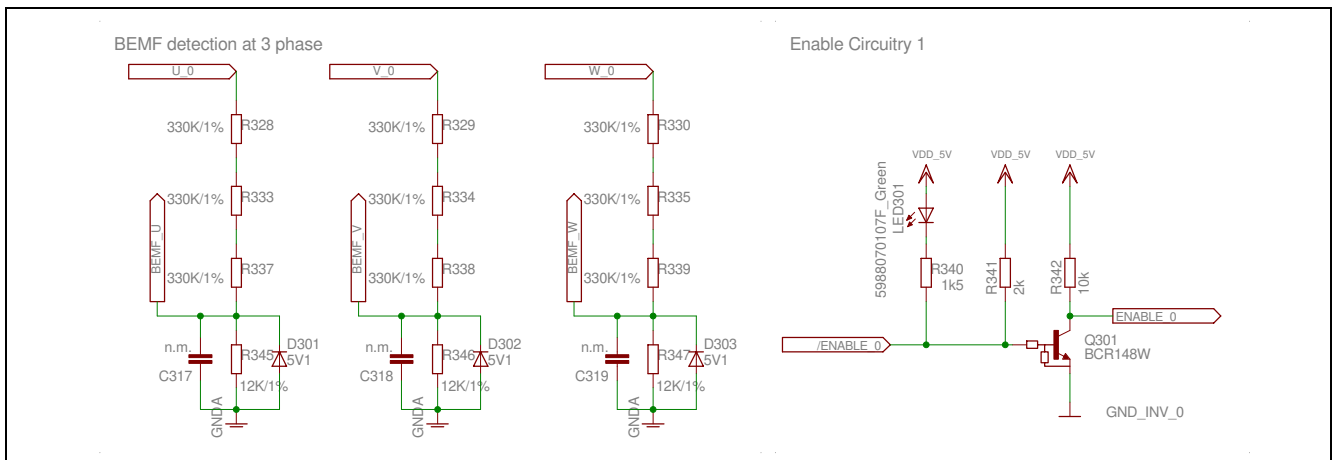 BEMF detection at 3 phase
Enable Circuitry 1
U_0
V_0
W_0
330K/1%
R328
330K/1%
R329
330K/1%
R330
VDD_5V
VDD_5V
VDD_5V
330K/1%
R333
330K/1%
R334
330K/1%
R335
BEMF_U
BEMF_V
BEMF_W
5988070107F_Green
LED301
330K/1%
R337
330K/1%
R338
330K/1%
R339
R340
1k5
R341
2k
R342
10k
ENABLE_0
n.m.
C317
R345
12K/1%
D301
5V1
n.m.
C318
R346
12K/1%
D302
5V1
n.m.
C319
R347
12K/1%
D303
5V1
/ENABLE_0
Q301
BCR148W
GNDA
GNDA
GNDA
GND_INV_0